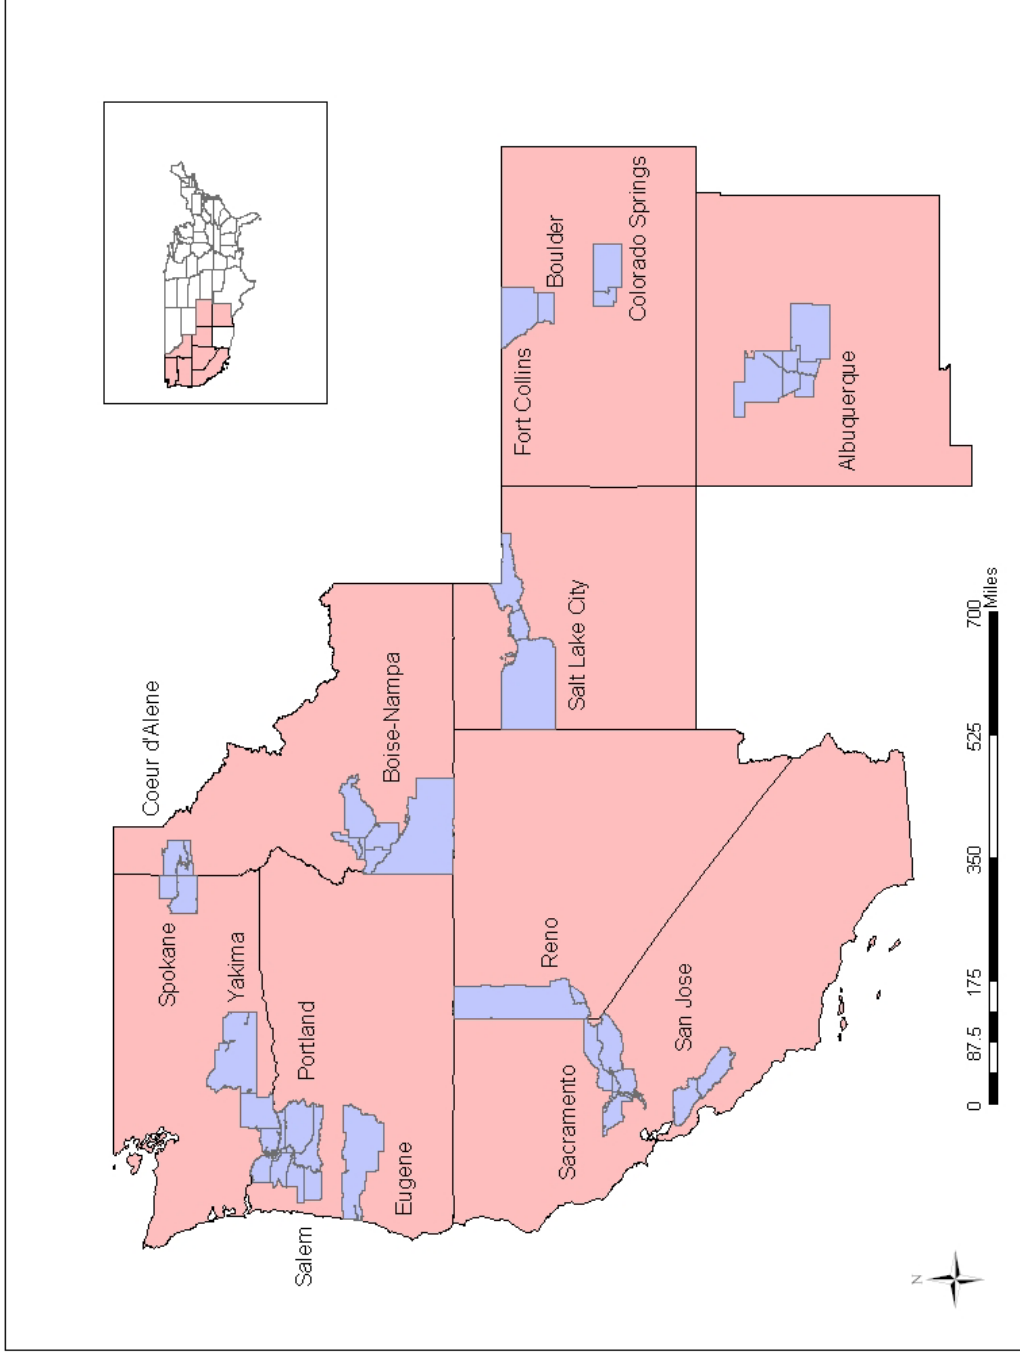 Coeur d'Alene
Spokane
Yakima
Portland
Salem
Eugene
Boise-Nampa
Salt Lake City
Fort Collins
Boulder
Colorado Springs
Reno
Sacramento
San Jose
Albuquerque
N
0 87.5 175 350 525 700
Miles